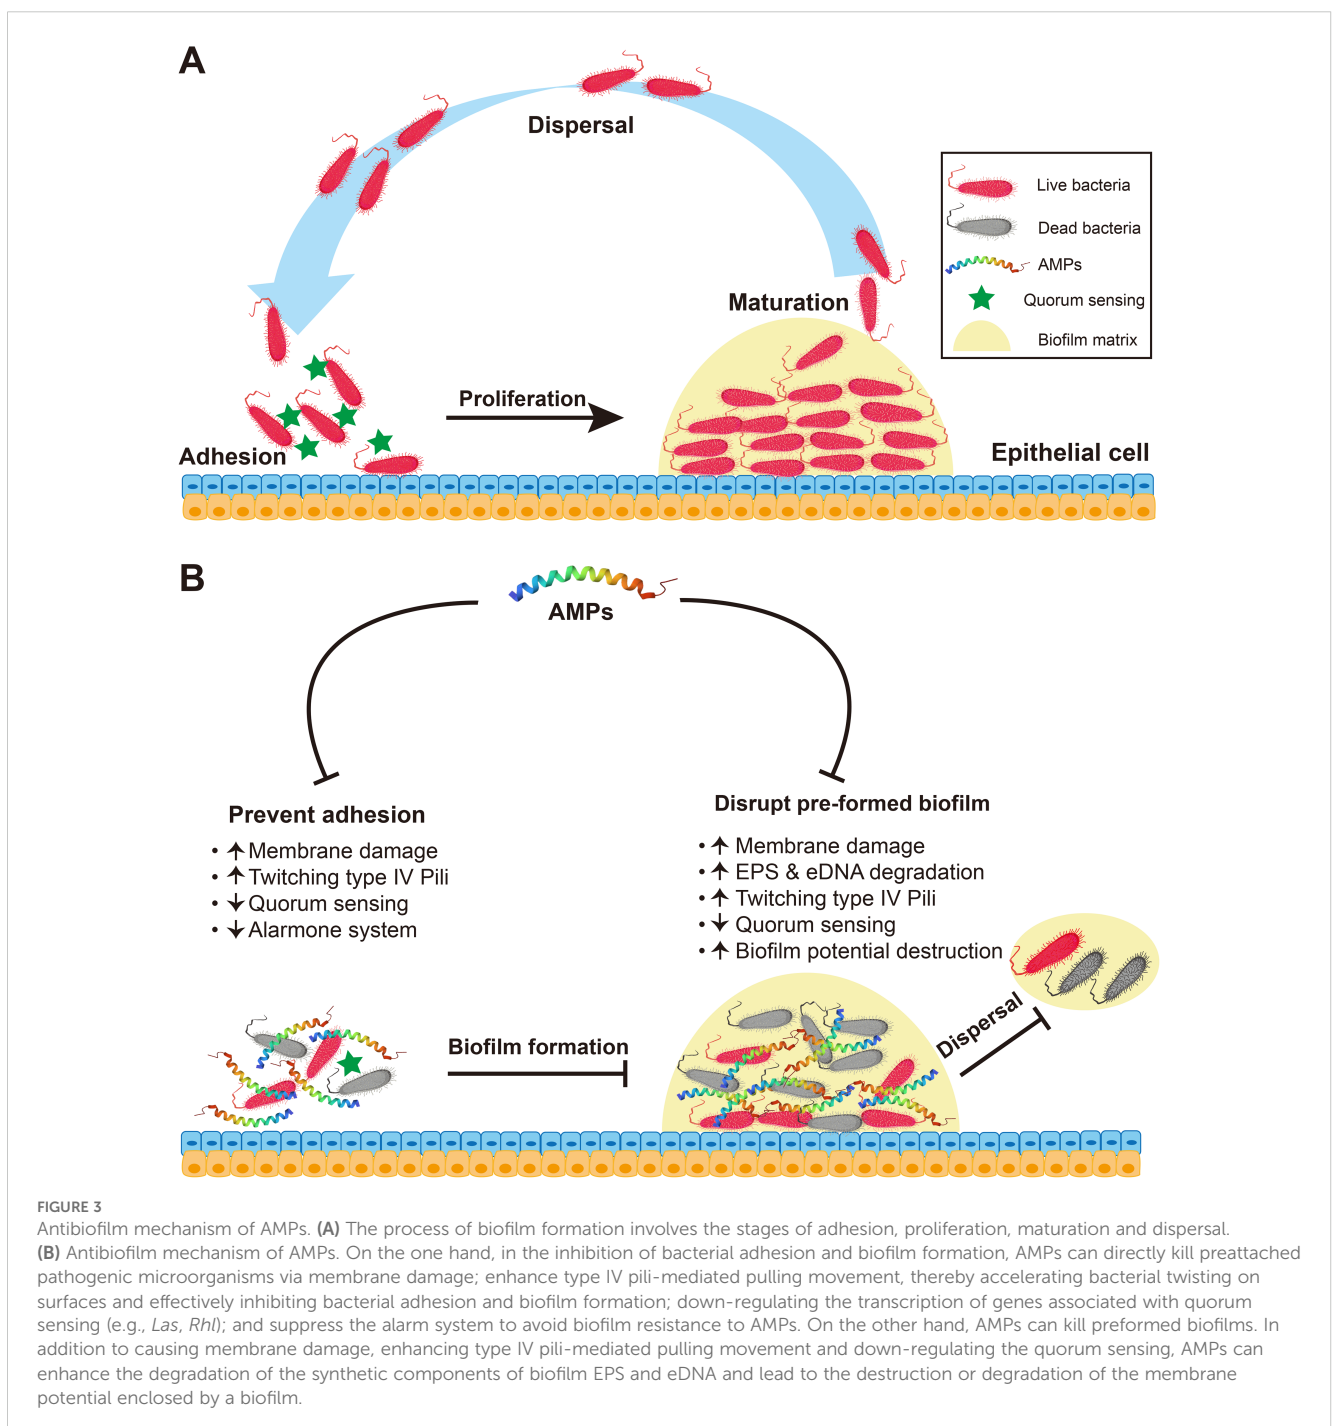 A
Dispersal
Live bacteria
Dead bacteria
AMPs
Quorum sensing
Biofilm matrix
Maturation
Proliferation
Adhesion
Epithelial cell
B
AMPs
Prevent adhesion
• ↑ Membrane damage
• ↑ Twitching type IV Pili
• ↓ Quorum sensing
• ↓ Alarmone system
Disrupt pre-formed biofilm
• ↑ Membrane damage
• ↑ EPS & eDNA degradation
• ↑ Twitching type IV Pili
• ↓ Quorum sensing
• ↑ Biofilm potential destruction
Biofilm formation
Dispersal
FIGURE 3
Antibiofilm mechanism of AMPs. (A) The process of biofilm formation involves the stages of adhesion, proliferation, maturation and dispersal.
(B) Antibiofilm mechanism of AMPs. On the one hand, in the inhibition of bacterial adhesion and biofilm formation, AMPs can directly kill preattached
pathogenic microorganisms via membrane damage; enhance type IV pili-mediated pulling movement, thereby accelerating bacterial twisting on
surfaces and effectively inhibiting bacterial adhesion and biofilm formation; down-regulating the transcription of genes associated with quorum
sensing (e.g., Las, Rhl); and suppress the alarm system to avoid biofilm resistance to AMPs. On the other hand, AMPs can kill preformed biofilms. In
addition to causing membrane damage, enhancing type IV pili-mediated pulling movement and down-regulating the quorum sensing, AMPs can
enhance the degradation of the synthetic components of biofilm EPS and eDNA and lead to the destruction or degradation of the membrane
potential enclosed by a biofilm.